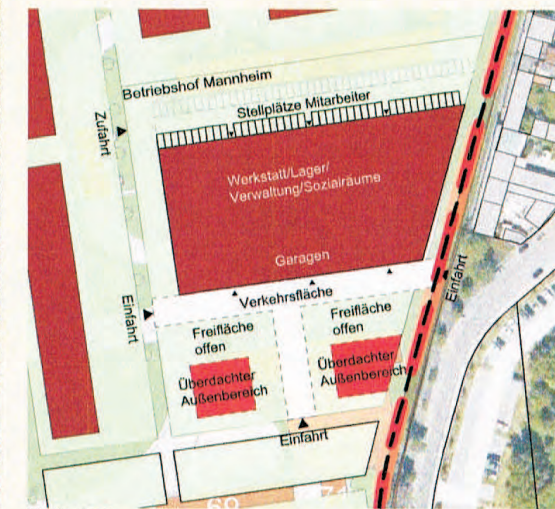 Betriebshof Mannheim
Stellplätze Mitarbeiter
Zufahrt
Werkstatt/Lager/
Verwaltung/Sozialräume
Garagen
Einfahrt
Verkehrsfläche
Einfahrt
Freifläche
offen
Freifläche
offen
Überdachter
Außenbereich
Überdachter
Außenbereich
Einfahrt